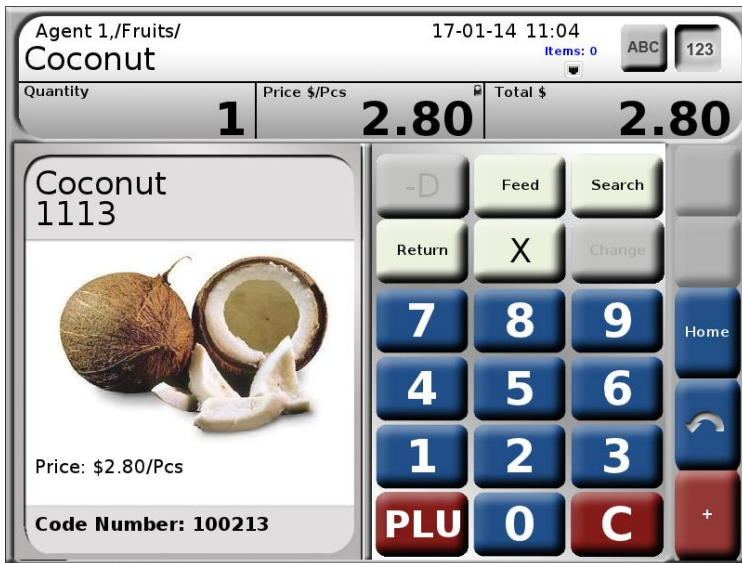 Agent 1,/Fruits/
17-01-14 11:04
Coconut
Items: 0
ABC
123
Quantity
1
Price $/Pcs
2.80
Total $
2.80
Coconut
1113
Price: $2.80/Pcs
Code Number: 100213
-D
Feed
Search
Return
X
Change
7
8
9
Home
4
5
6
1
2
3
PLU
0
C
+